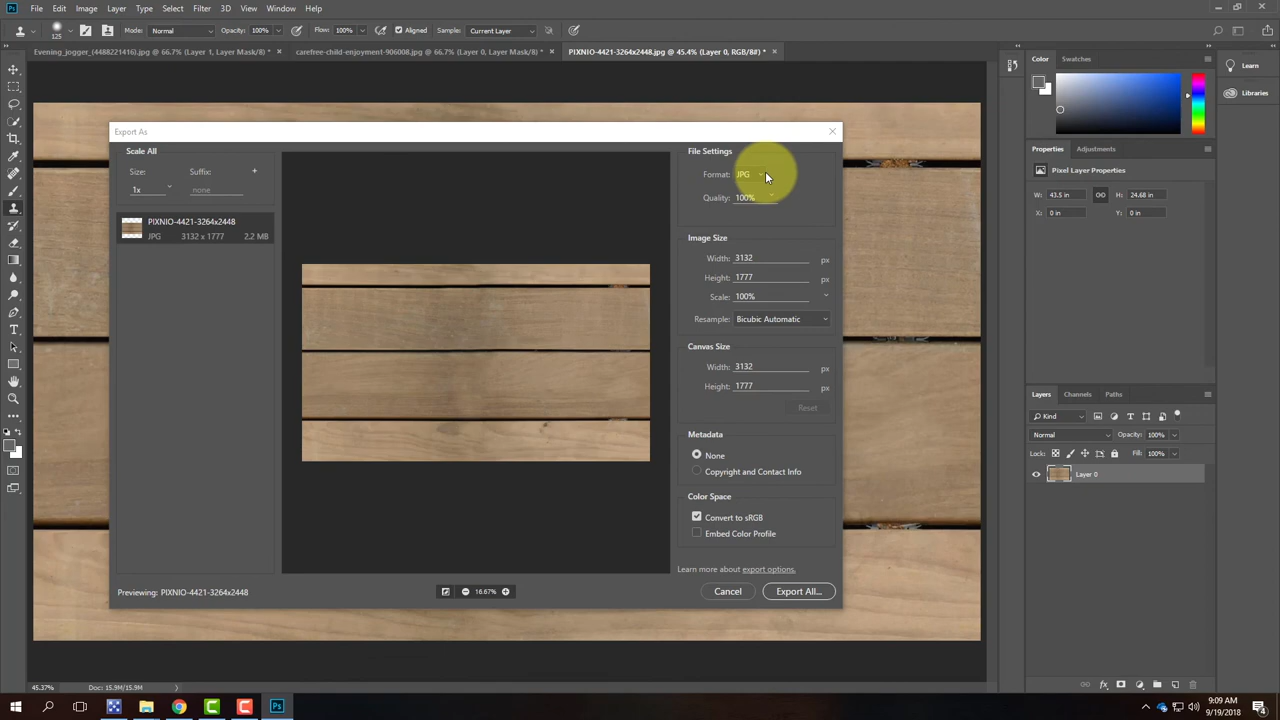 Ps File Edit Image Layer Type Select Filter 3D View Window Help
125 Mode: Normal Opacity: 100% Flow: 100% Aligned Sample: Current Layer
Evening_jogger_(4488221416).jpg @ 66.7% (Layer 1, Layer Mask/8) * × carefree-child-enjoyment-906008.jpg @ 66.7% (Layer 0, Layer Mask/8) * × PIXNIO-4421-3264x2448.jpg @ 45.4% (Layer 0, RGB/8#) * ×
Color Swatches
Learn
Libraries
Export As
Scale All
Size: Suffix: +
1x none
PIXNIO-4421-3264x2448
JPG 3132 x 1777 2.2 MB
File Settings
Format: JPG
Quality: 100%
Image Size
Width: 3132 px
Height: 1777 px
Scale: 100%
Resample: Bicubic Automatic
Canvas Size
Width: 3132 px
Height: 1777 px
Reset
Metadata
None
Copyright and Contact Info
Color Space
Convert to sRGB
Embed Color Profile
Learn more about export options.
Previewing: PIXNIO-4421-3264x2448
16.67%
Cancel Export All...
Properties Adjustments
Pixel Layer Properties
W: 43.5 in H: 24.68 in
X: 0 in Y: 0 in
Layers Channels Paths
Kind
Normal Opacity: 100%
Lock: Fill: 100%
Layer 0
45.37% Doc: 15.9M/15.9M
Ps
9:09 AM
9/19/2018